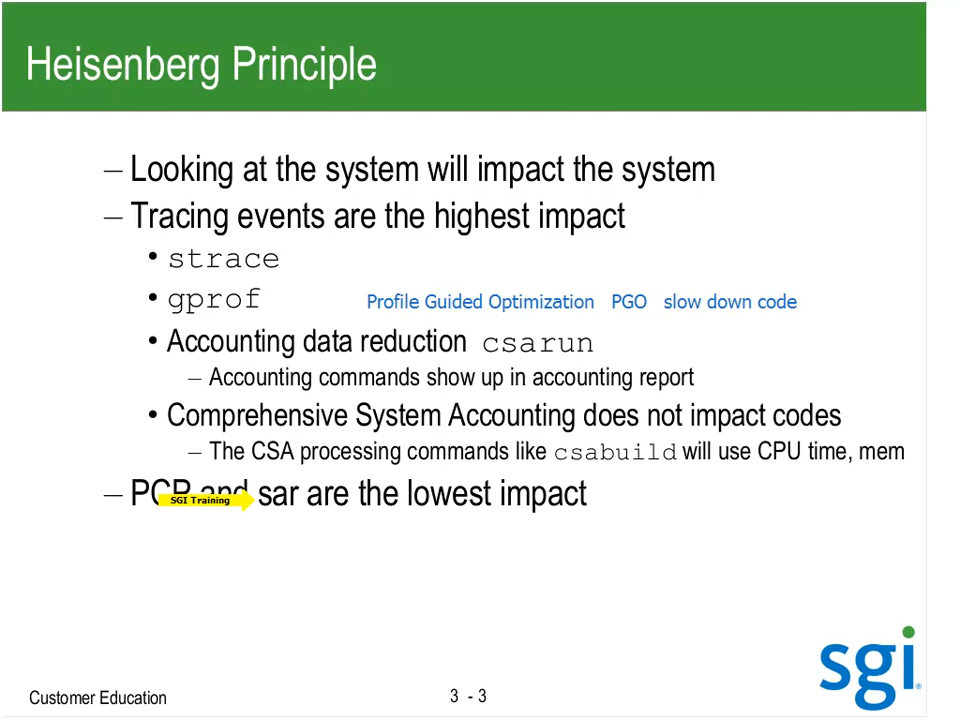 Heisenberg Principle
– Looking at the system will impact the system
– Tracing events are the highest impact
• strace
• gprof Profile Guided Optimization PGO slow down code
• Accounting data reduction csarun
– Accounting commands show up in accounting report
• Comprehensive System Accounting does not impact codes
– The CSA processing commands like csabuild will use CPU time, mem
– PCP and sar are the lowest impact
SGI Training
sgi
Customer Education
3 - 3